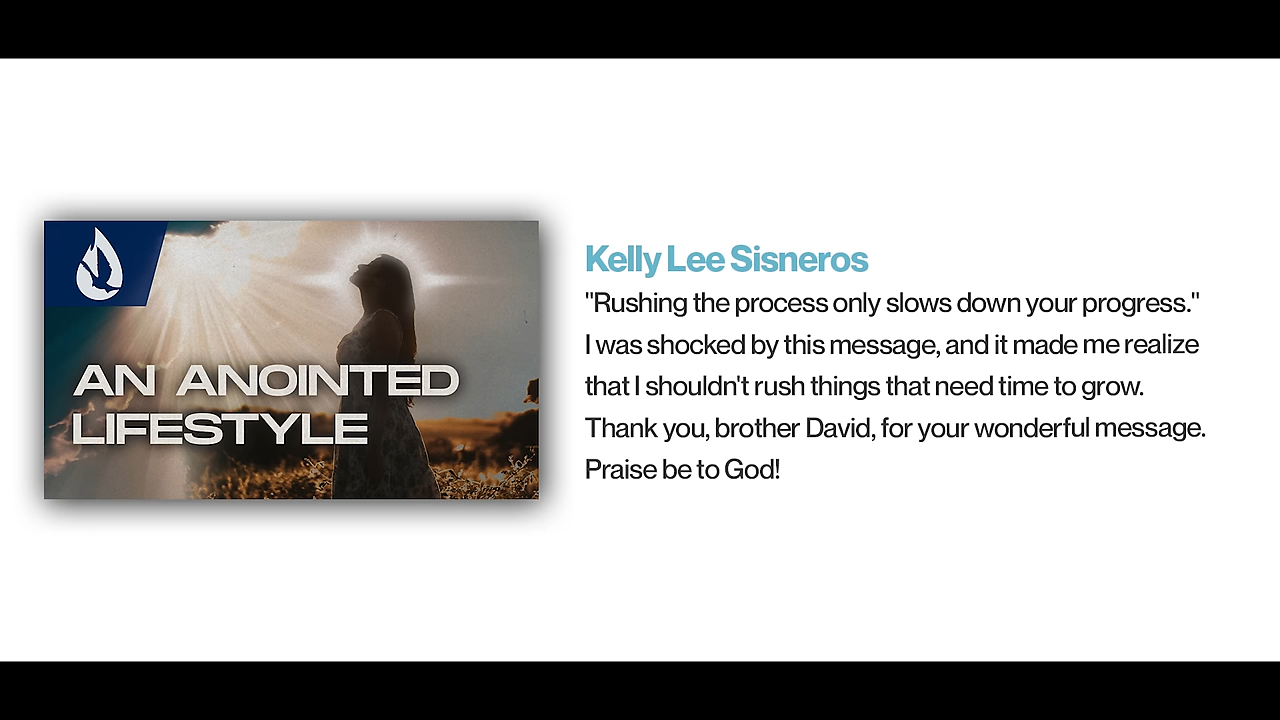 AN ANOINTED
LIFESTYLE
Kelly Lee Sisneros
"Rushing the process only slows down your progress."
I was shocked by this message, and it made me realize
that I shouldn't rush things that need time to grow.
Thank you, brother David, for your wonderful message.
Praise be to God!